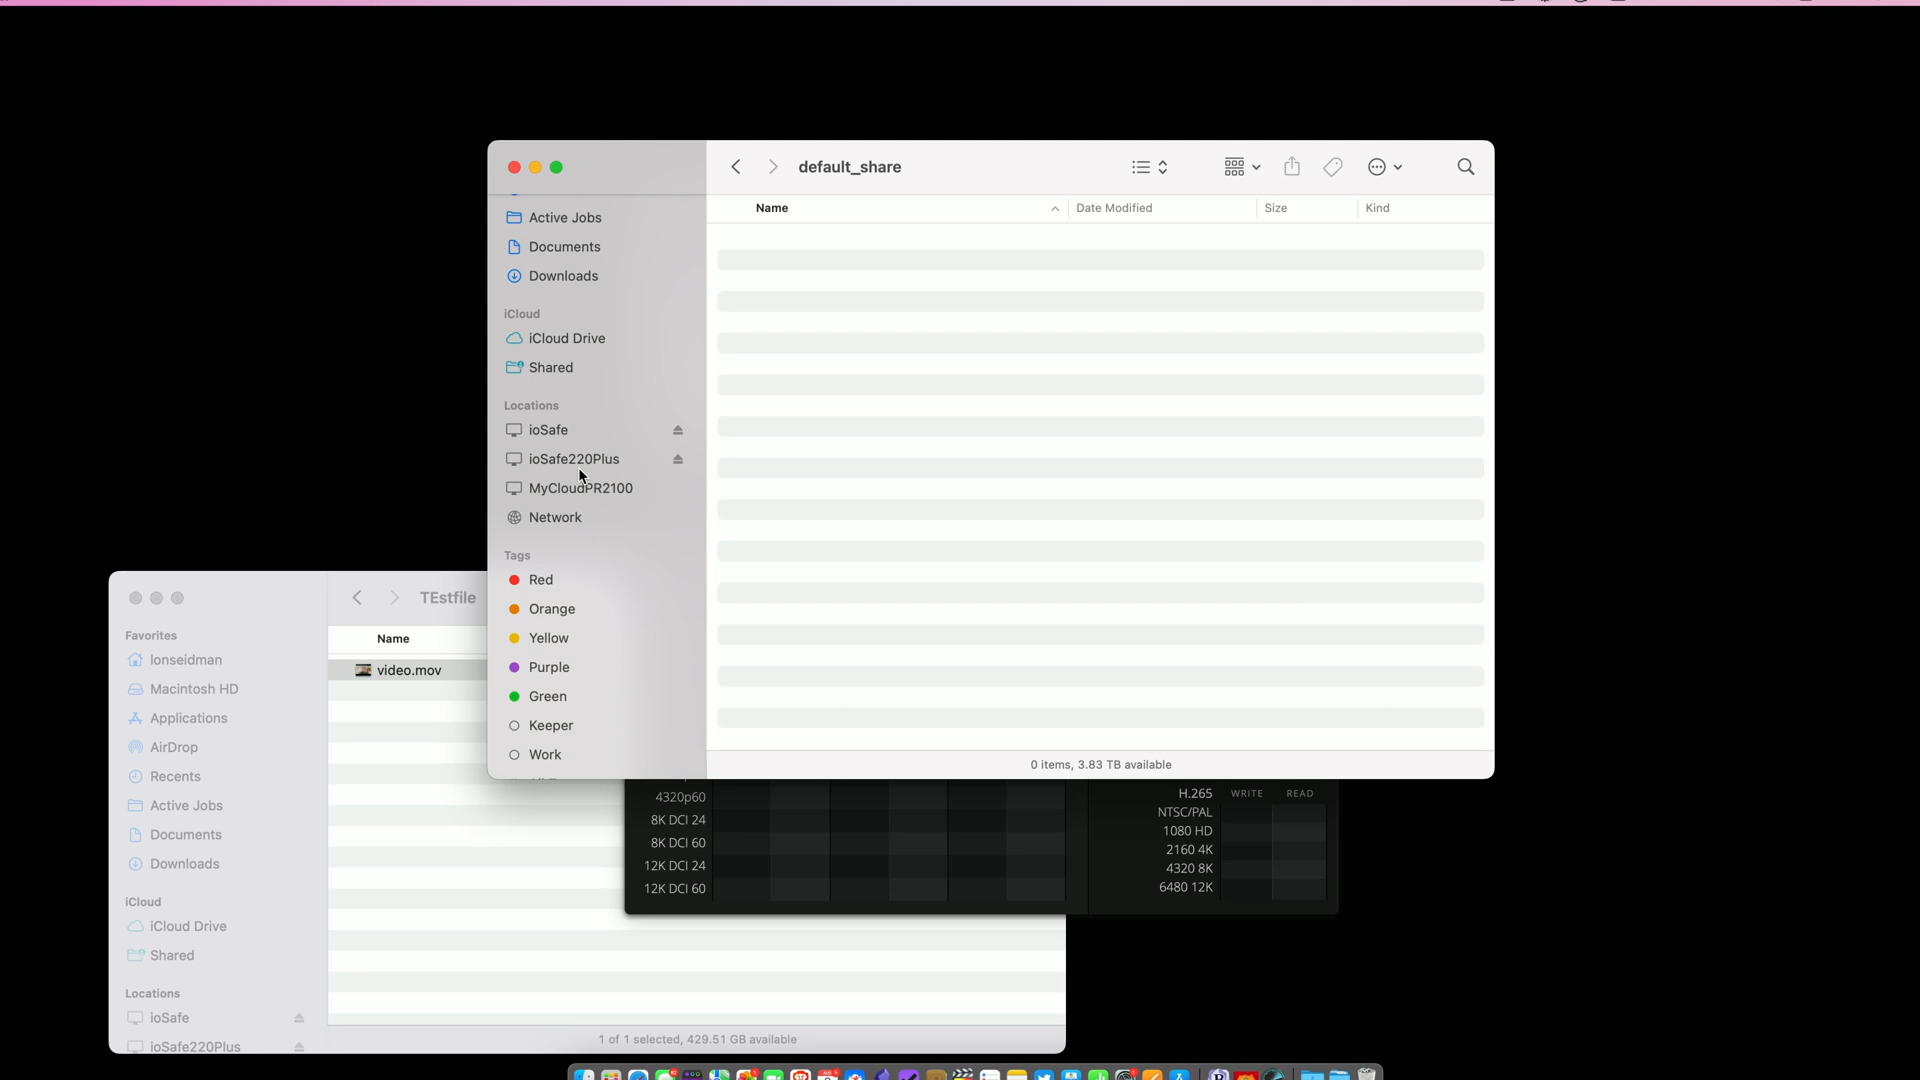 default_share
Active Jobs
Documents
Downloads
iCloud
iCloud Drive
Shared
Locations
ioSafe
ioSafe220Plus
MyCloudPR2100
Network
Tags
Red
Orange
Yellow
Purple
Green
Keeper
Work
Name
Date Modified
Size
Kind
0 items, 3.83 TB available
TEstfile
Favorites
lonseidman
Macintosh HD
Applications
AirDrop
Recents
Active Jobs
Documents
Downloads
iCloud
iCloud Drive
Shared
Locations
ioSafe
ioSafe220Plus
Name
video.mov
1 of 1 selected, 429.51 GB available
4320p60
8K DCI 24
8K DCI 60
12K DCI 24
12K DCI 60
H.265 WRITE READ
NTSC/PAL
1080 HD
2160 4K
4320 8K
6480 12K